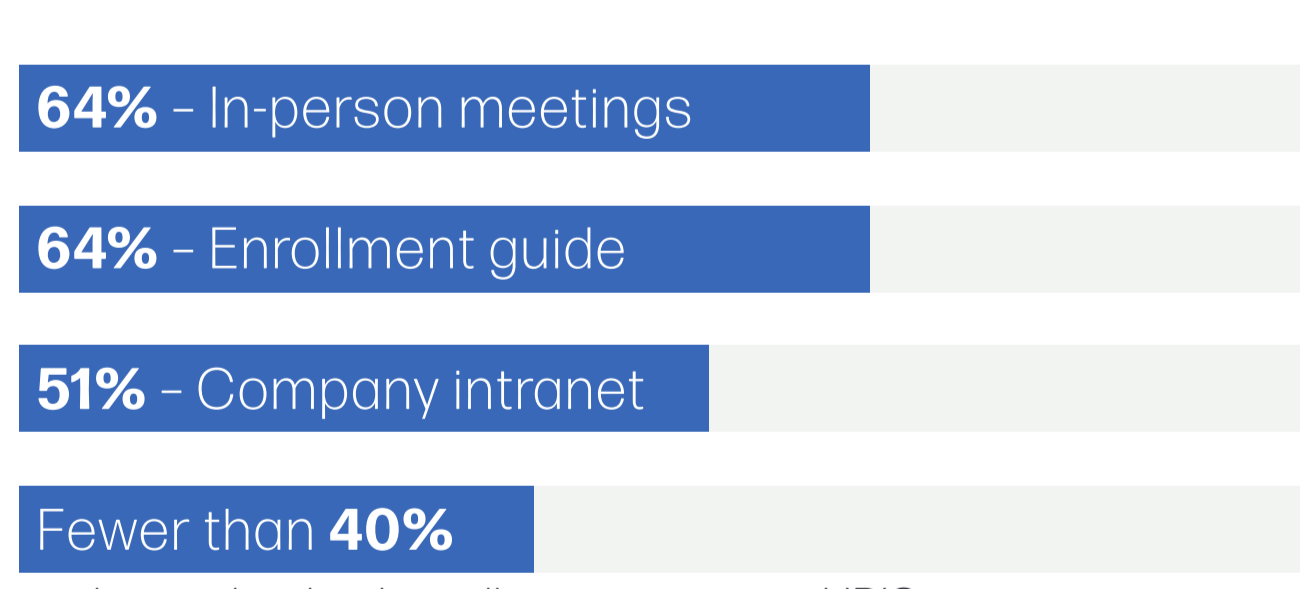 64% – In-person meetings
64% – Enrollment guide
51% – Company intranet
Fewer than 40%